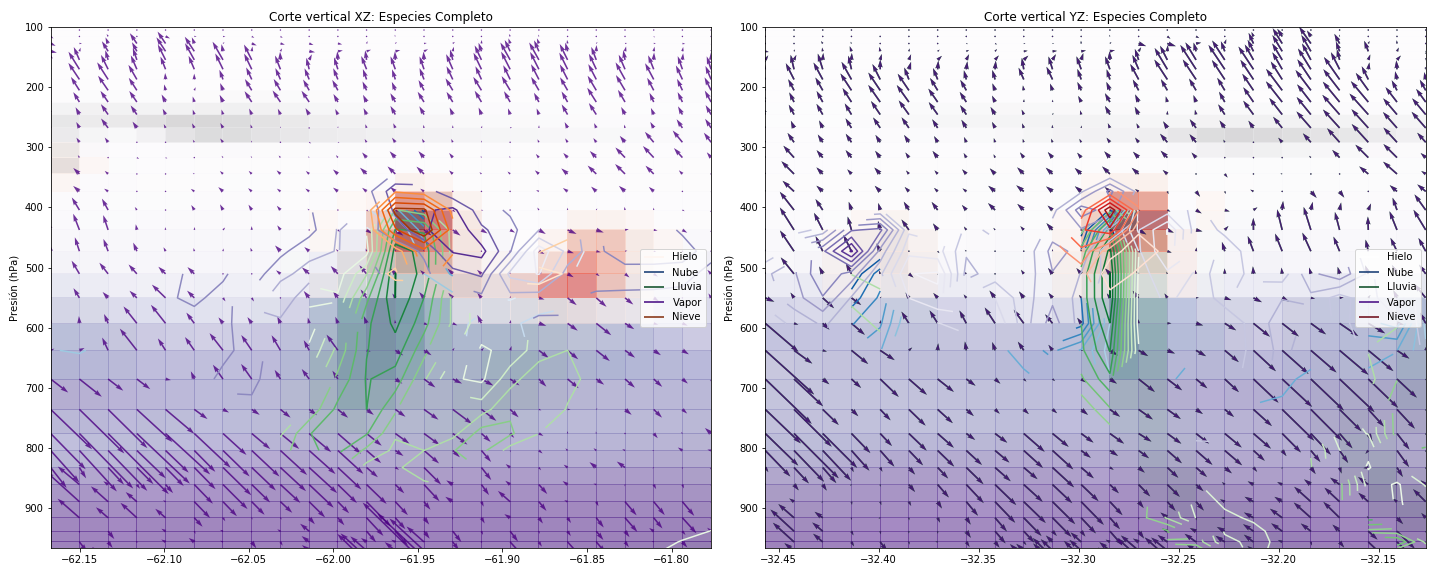 Corte vertical XZ: Especies Completo
Presión (hPa)
100
200
300
400
500
600
700
800
900
Hielo
Nube
Lluvia
Vapor
Nieve
−62.15
−62.10
−62.05
−62.00
−61.95
−61.90
−61.85
−61.80
Corte vertical YZ: Especies Completo
Presión (hPa)
100
200
300
400
500
600
700
800
900
Hielo
Nube
Lluvia
Vapor
Nieve
−32.45
−32.40
−32.35
−32.30
−32.25
−32.20
−32.15